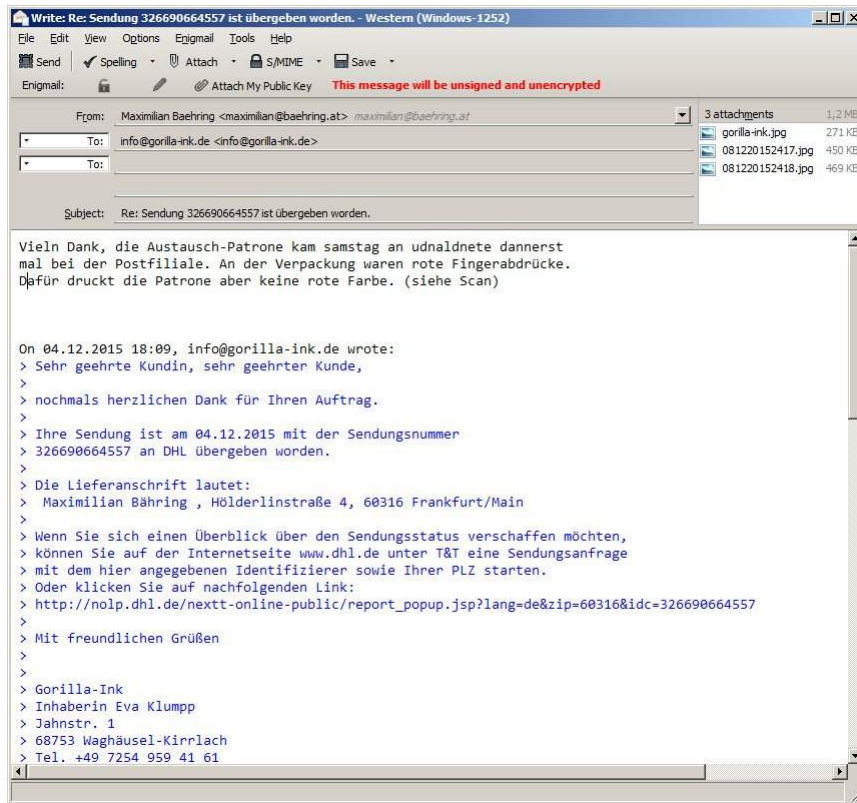 Write: Re: Sendung 326690664557 ist übergeben worden. - Western (Windows-1252)
File Edit View Options Enigmail Tools Help
Send Spelling Attach S/MIME Save
Enigmail: Attach My Public Key This message will be unsigned and unencrypted
From: Maximilian Baehring <maximilian@baehring.at> maximilian@baehring.at
3 attachments 1,2 MB
To: info@gorilla-ink.de <info@gorilla-ink.de>
gorilla-ink.jpg 271 KB
081220152417.jpg 450 KB
To:
081220152418.jpg 469 KB
Subject: Re: Sendung 326690664557 ist übergeben worden.
Vieln Dank, die Austausch-Patrone kam samstag an udnaldnete dannerst
mal bei der Postfiliale. An der Verpackung waren rote Fingerabdrücke.
Dafür druckt die Patrone aber keine rote Farbe. (siehe Scan)
On 04.12.2015 18:09, info@gorilla-ink.de wrote:
> Sehr geehrte Kundin, sehr geehrter Kunde,
>
> nochmals herzlichen Dank für Ihren Auftrag.
>
> Ihre Sendung ist am 04.12.2015 mit der Sendungsnummer
> 326690664557 an DHL übergeben worden.
>
> Die Lieferanschrift lautet:
> Maximilian Bähring , Hölderlinstraße 4, 60316 Frankfurt/Main
>
> Wenn Sie sich einen Überblick über den Sendungsstatus verschaffen möchten,
> können Sie auf der Internetseite www.dhl.de unter T&T eine Sendungsanfrage
> mit dem hier angegebenen Identifizierer sowie Ihrer PLZ starten.
> Oder klicken Sie auf nachfolgenden Link:
> http://nolp.dhl.de/nextt-online-public/report_popup.jsp?lang=de&zip=60316&idc=326690664557
>
> Mit freundlichen Grüßen
>
>
> Gorilla-Ink
> Inhaberin Eva Klumpp
> Jahnstr. 1
> 68753 Waghäusel-Kirrlach
> Tel. +49 7254 959 41 61